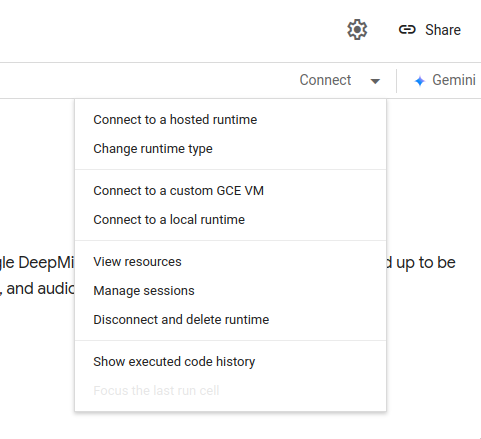 Share
Connect
Gemini
Connect to a hosted runtime
Change runtime type
Connect to a custom GCE VM
Connect to a local runtime
View resources
gle DeepMi
d up to be
Manage sessions
, and audio
Disconnect and delete runtime
Show executed code history
Focus the last run cell